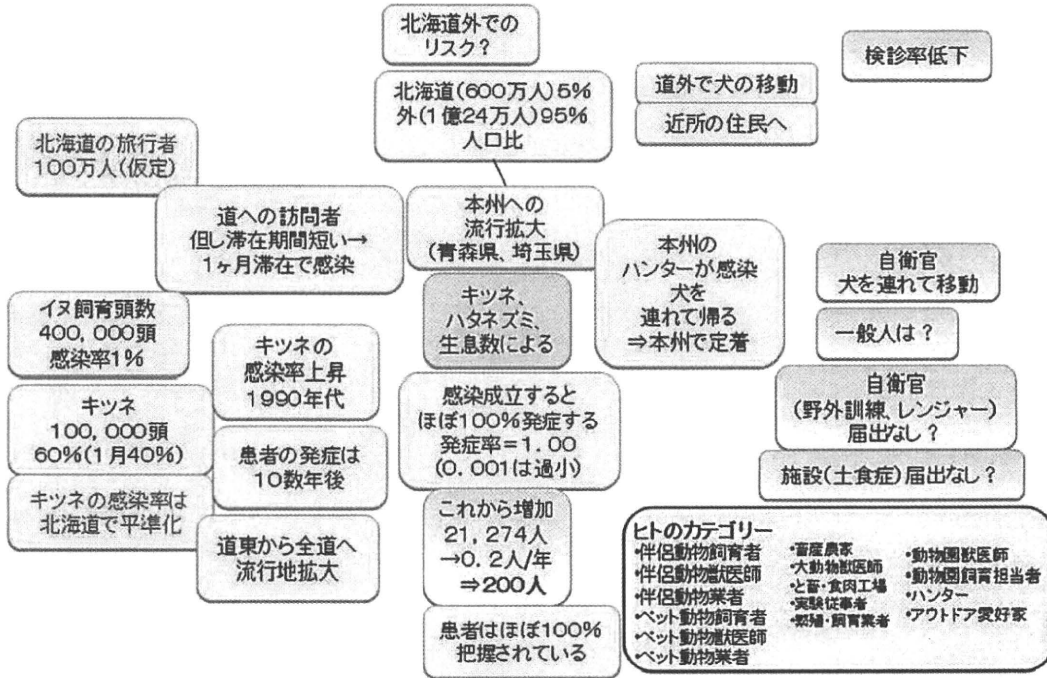 北海道外での
リスク？
検診率低下
北海道(600万人)5%
外(1億24万人)95%
人口比
道外で犬の移動
近所の住民へ
北海道の旅行者
100万人(仮定)
道への訪問者
但し滞在期間短い→
1ヶ月滞在で感染
本州への
流行拡大
(青森県、埼玉県)
本州の
ハンターが感染
犬を
連れて帰る
⇒本州で定着
自衛官
犬を連れて移動
一般人は？
イヌ飼育頭数
400，000頭
感染率1%
キツネの
感染率上昇
1990年代
キツネ、
ハタネズミ、
生息数による
自衛官
(野外訓練、レンジャー)
届出なし？
施設(土食症)届出なし？
キツネ
100，000頭
60%(1月40%)
患者の発症は
10数年後
感染成立すると
ほぼ100%発症する
発症率＝1．00
(0．001は過小)
キツネの感染率は
北海道で平準化
道東から全道へ
流行地拡大
これから増加
21，274人
→0．2人/年
⇒200人
患者はほぼ100%
把握されている
ヒトのカテゴリー
・伴侶動物飼育者
・伴侶動物獣医師
・伴侶動物業者
・ペット動物飼育者
・ペット動物獣医師
・ペット動物業者
・畜産農家
・大動物獣医師
・と畜・食肉工場
・実験従事者
・繁殖・飼育業者
・動物園獣医師
・動物園飼育担当者
・ハンター
・アウトドア愛好家